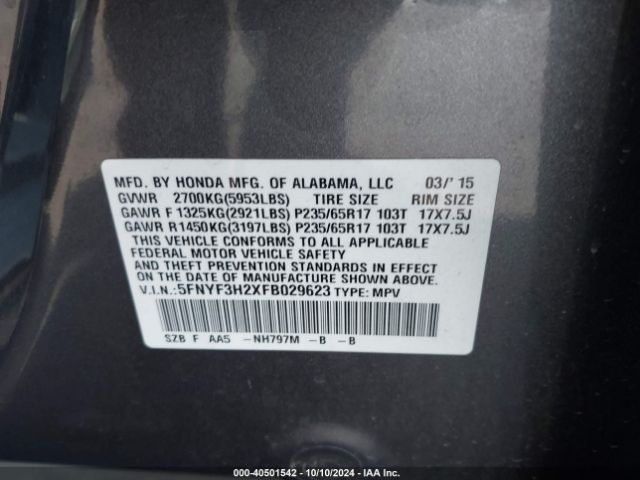 MFD. BY HONDA MFG. OF ALABAMA, LLC 03/' 15
GVWR 2700KG(5953LBS) TIRE SIZE RIM SIZE
GAWR F 1325KG(2921LBS) P235/65R17 103T 17X7.5J
GAWR R 1450KG(3197LBS) P235/65R17 103T 17X7.5J
THIS VEHICLE CONFORMS TO ALL APPLICABLE
FEDERAL MOTOR VEHICLE SAFETY
AND THEFT PREVENTION STANDARDS IN EFFECT
ON THE DATE OF MANUFACTURE SHOWN ABOVE.
V.I.N.:5FNYF3H2XFB029623 TYPE: MPV
SZB F AA5 -NH797M -B -B
000-40501542 - 10/10/2024 - IAA Inc.